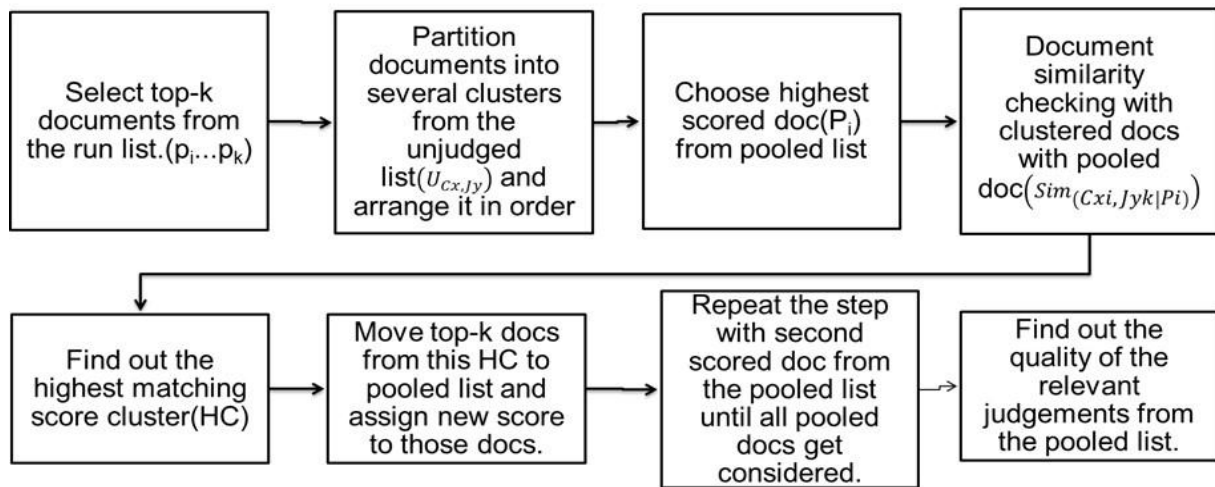 Select top-k
documents from
the run list.(pᵢ...pₖ)
Partition
documents into
several clusters
from the
unjudged
list(U_{Cx,Jy}) and
arrange it in order
Choose highest
scored doc(Pᵢ)
from pooled list
Document
similarity
checking with
clustered docs
with pooled
doc(Sim_{(Cxi,Jyk|Pi)})
Find out the
highest matching
score cluster(HC)
Move top-k docs
from this HC to
pooled list and
assign new score
to those docs.
Repeat the step
with second
scored doc from
the pooled list
until all pooled
docs get
considered.
Find out the
quality of the
relevant
judgements from
the pooled list.